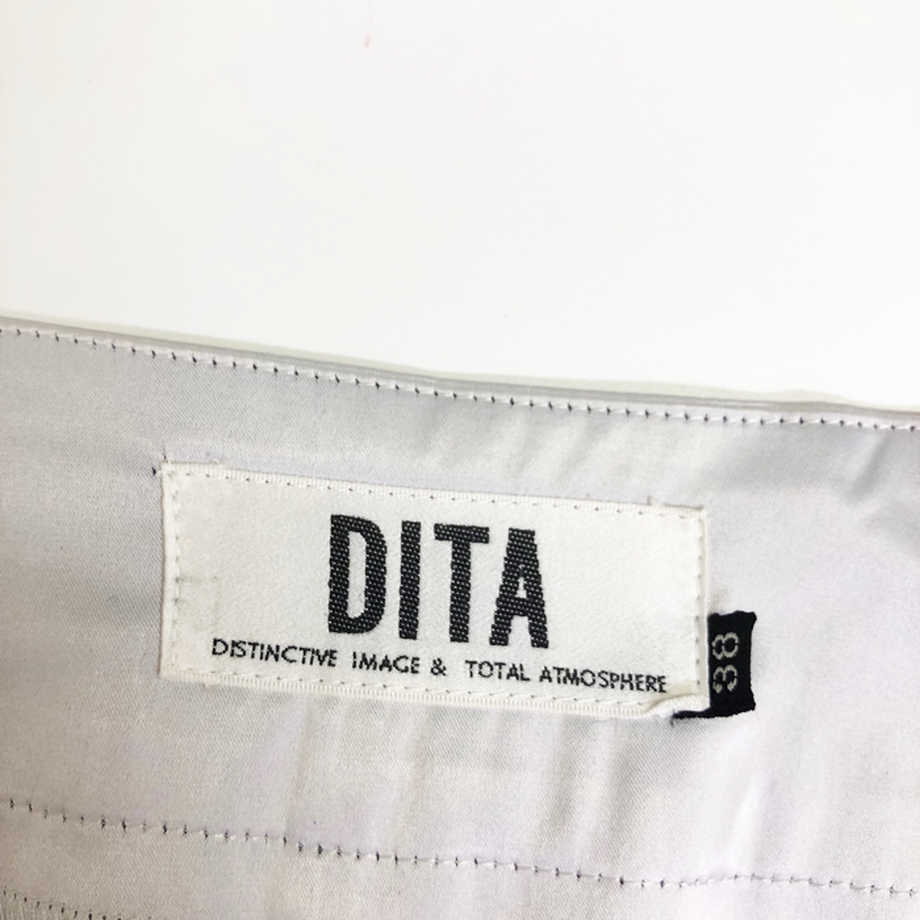 DITA
DISTINCTIVE IMAGE & TOTAL ATMOSPHERE
38